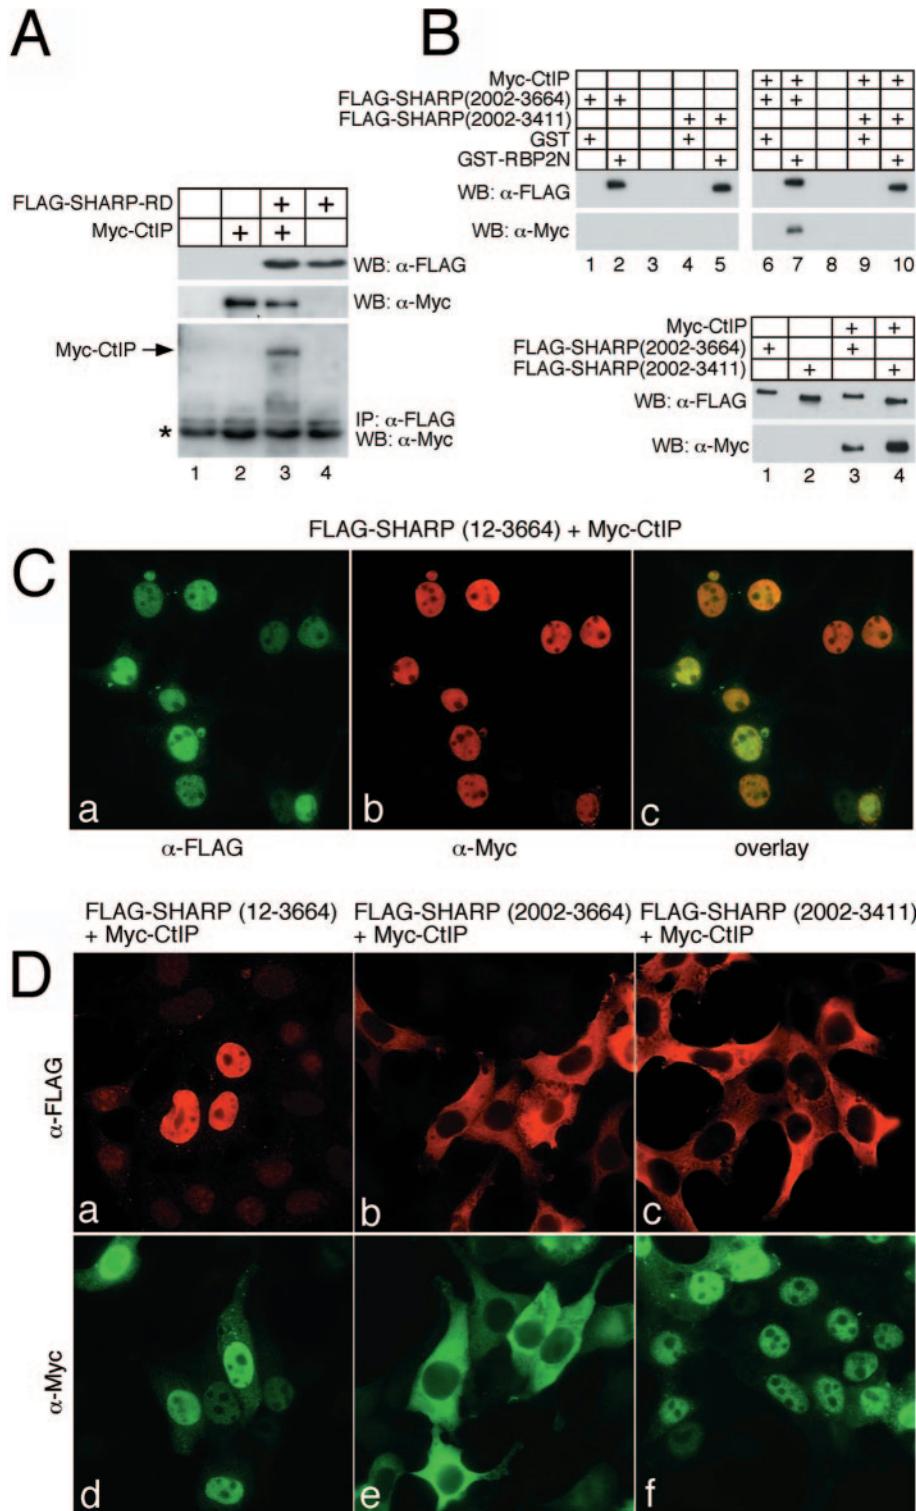 A
FLAG-SHARP-RD + +
Myc-CtIP + +
WB: α-FLAG
WB: α-Myc
Myc-CtIP
IP: α-FLAG
* WB: α-Myc
1 2 3 4
B
Myc-CtIP + + + +
FLAG-SHARP(2002-3664) + + + +
FLAG-SHARP(2002-3411) + + + +
GST + + + +
GST-RBP2N + + + +
WB: α-FLAG
WB: α-Myc
1 2 3 4 5 6 7 8 9 10
Myc-CtIP + +
FLAG-SHARP(2002-3664) + +
FLAG-SHARP(2002-3411) + +
WB: α-FLAG
WB: α-Myc
1 2 3 4
FLAG-SHARP (12-3664) + Myc-CtIP
C
a b c
α-FLAG α-Myc overlay
FLAG-SHARP (12-3664) FLAG-SHARP (2002-3664) FLAG-SHARP (2002-3411)
+ Myc-CtIP + Myc-CtIP + Myc-CtIP
D
α-FLAG
a b c
α-Myc
d e f